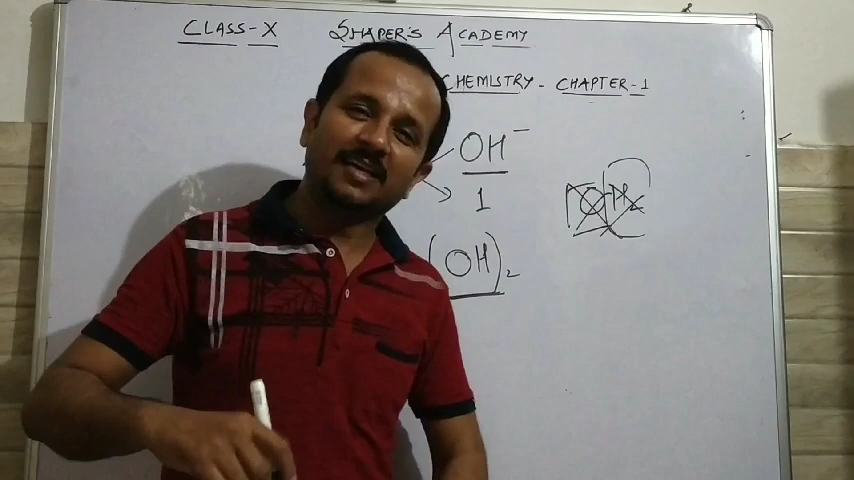 CLASS-X SHAPER'S ACADEMY
CHEMISTRY - CHAPTER-1
OH⁻
1
(OH)₂